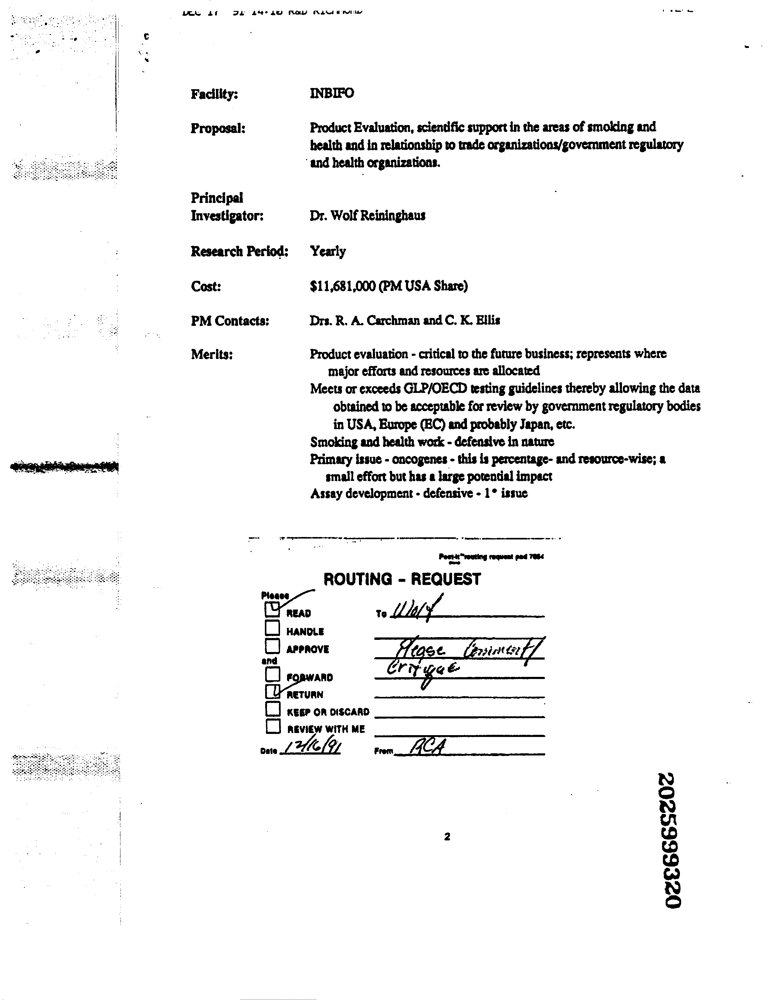 DEC 17 '91 14:18 R&D RICHMOND
Facility: INBIFO
Proposal: Product Evaluation, scientific support in the areas of smoking and
health and in relationship to trade organizations/government regulatory
and health organizations.
Principal
Investigator: Dr. Wolf Reininghaus
Research Period: Yearly
Cost: $11,681,000 (PM USA Share)
PM Contacts: Drs. R. A. Carchman and C. K. Ellis
Merits: Product evaluation - critical to the future business; represents where
major efforts and resources are allocated
Meets or exceeds GLP/OECD testing guidelines thereby allowing the data
obtained to be acceptable for review by government regulatory bodies
in USA, Europe (EC) and probably Japan, etc.
Smoking and health work - defensive in nature
Primary issue - oncogenes - this is percentage- and resource-wise; a
small effort but has a large potential impact
Assay development - defensive - 1° issue
Post-it™ routing request pad 7664
ROUTING - REQUEST
Please
READ To Wolf
HANDLE
APPROVE Please Comment/
and Critique
FORWARD
RETURN
KEEP OR DISCARD
REVIEW WITH ME
Date 12/16/91 From RCA
2
2025999320